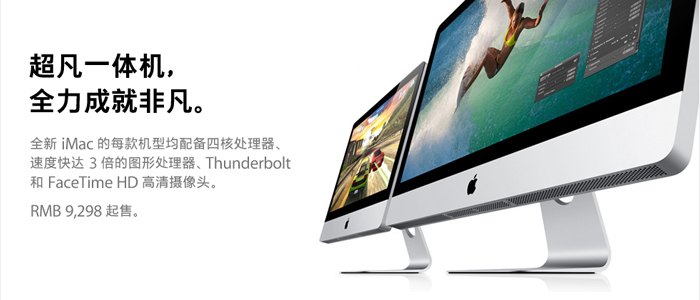 超凡一体机，
全力成就非凡。
全新 iMac 的每款机型均配备四核处理器、
速度快达 3 倍的图形处理器、Thunderbolt
和 FaceTime HD 高清摄像头。
RMB 9,298 起售。